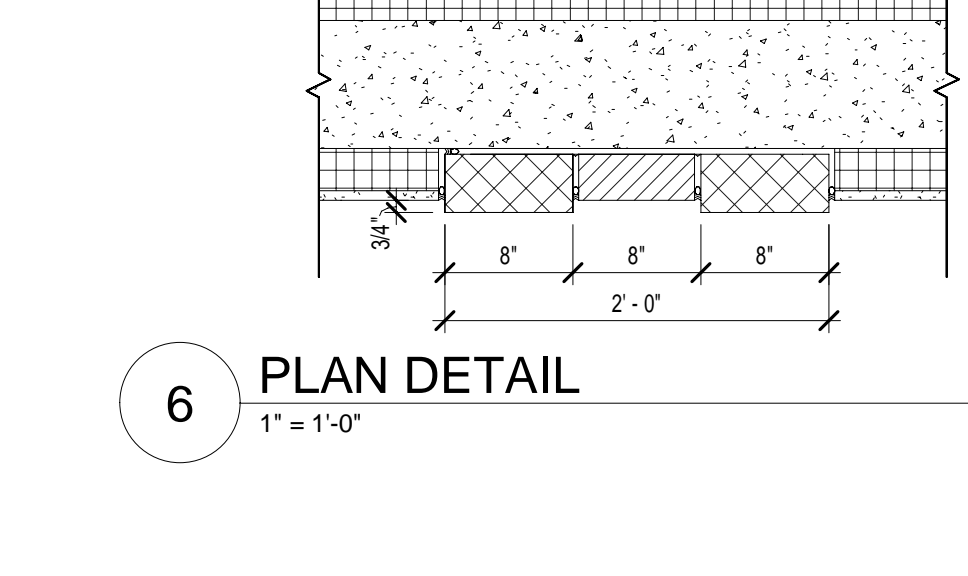 3/4"
8" 8" 8"
2' - 0"
6 PLAN DETAIL
1" = 1'-0"